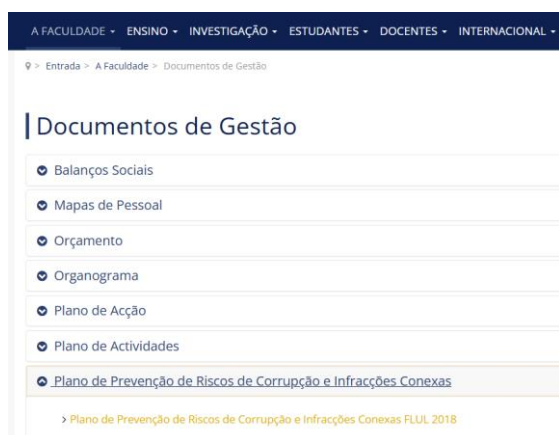 A FACULDADE ENSINO INVESTIGAÇÃO ESTUDANTES DOCENTES INTERNACIONAL
> Entrada > A Faculdade > Documentos de Gestão
Documentos de Gestão
Balanços Sociais
Mapas de Pessoal
Orçamento
Organograma
Plano de Acção
Plano de Actividades
Plano de Prevenção de Riscos de Corrupção e Infracções Conexas
> Plano de Prevenção de Riscos de Corrupção e Infracções Conexas FLUL 2018